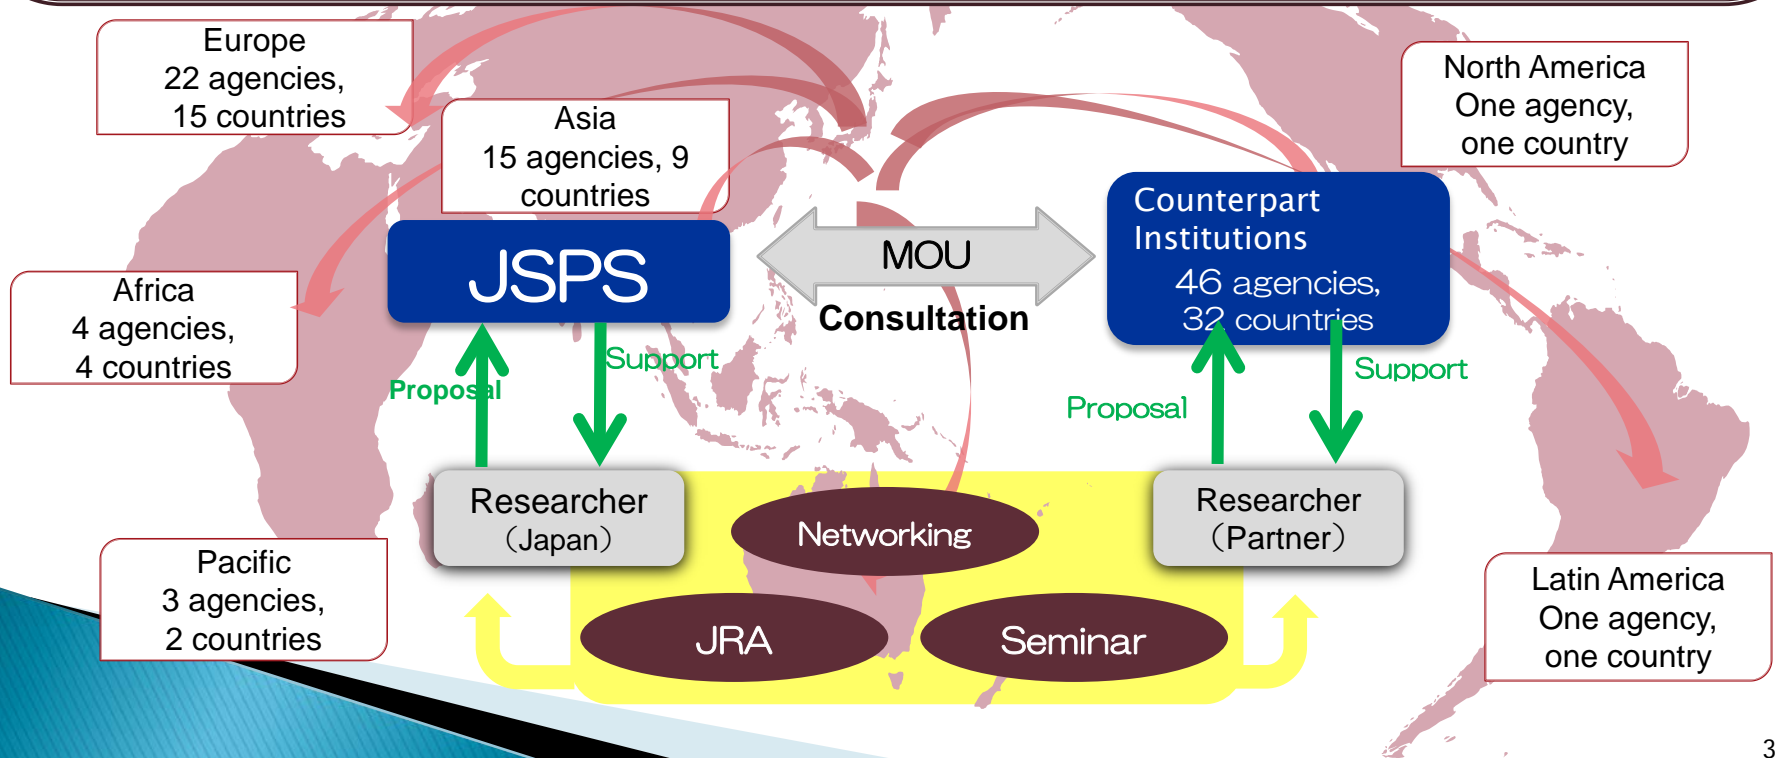 Europe
22 agencies,
15 countries
North America
One agency,
one country
Asia
15 agencies, 9
countries
Counterpart
Institutions
46 agencies,
32 countries
JSPS
MOU
Consultation
Africa
4 agencies,
4 countries
Proposal
Support
Proposal
Support
Researcher
（Japan）
Networking
Researcher
（Partner）
Pacific
3 agencies,
2 countries
JRA
Seminar
Latin America
One agency,
one country
3